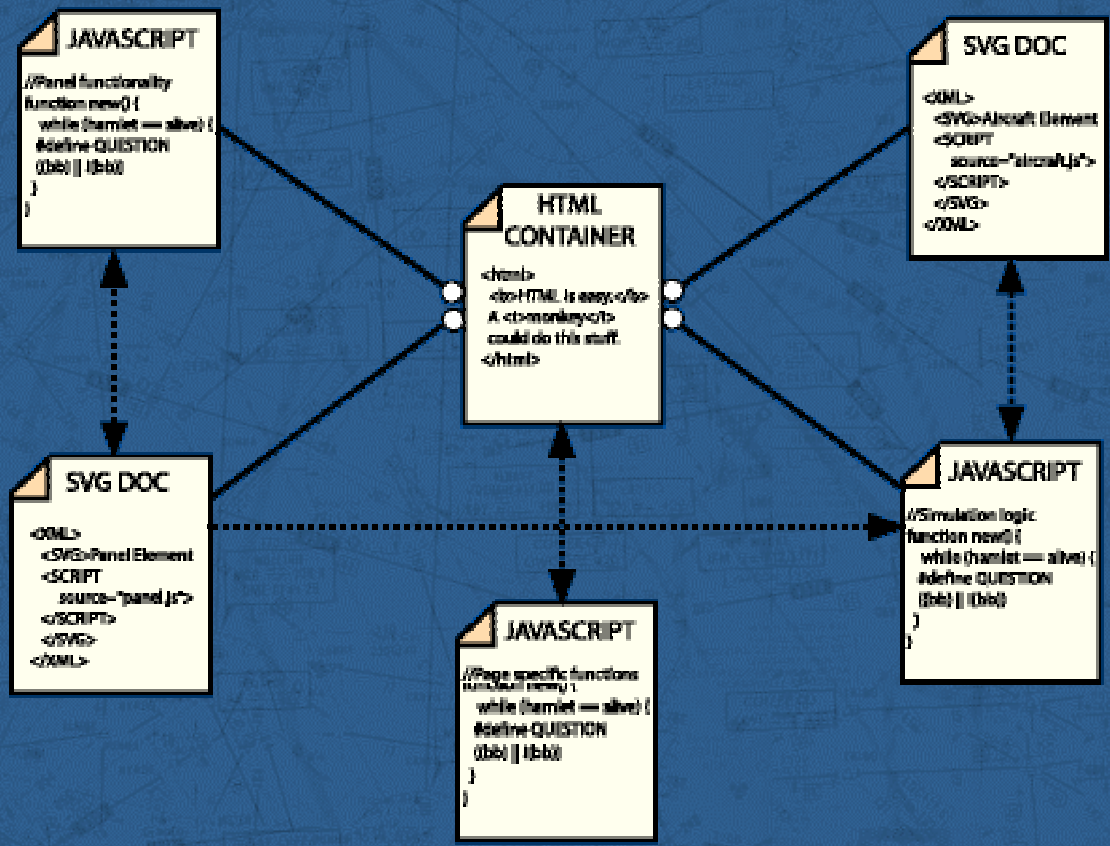 JAVASCRIPT
//Panel functionality
function new() {
while (hamlet == alive) {
#define QUESTION
((bb) || !(bb))
}
}
SVG DOC
<XML>
<SVG>Aircraft Element
<SCRIPT
source="aircraft.js">
</SCRIPT>
</SVG>
</XML>
HTML
CONTAINER
<html>
<b>HTML is easy.</b>
A <i>monkey</i>
could do this stuff.
</html>
SVG DOC
<XML>
<SVG>Panel Element
<SCRIPT
source="panel.js">
</SCRIPT>
</SVG>
</XML>
JAVASCRIPT
//Simulation logic
function new() {
while (hamlet == alive) {
#define QUESTION
((bb) || !(bb))
}
}
JAVASCRIPT
//Page specific functions
function new() {
while (hamlet == alive) {
#define QUESTION
((bb) || !(bb))
}
}